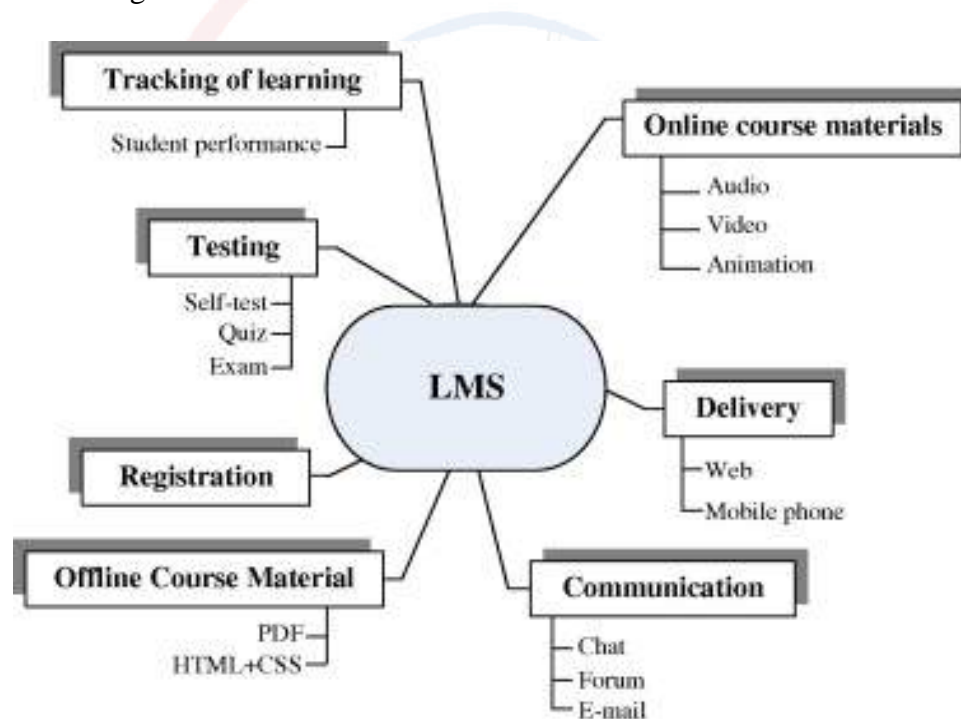 Tracking of learning
Student performance
Online course materials
Audio
Video
Animation
Testing
Self-test
Quiz
Exam
LMS
Delivery
Web
Mobile phone
Registration
Offline Course Material
PDF
HTML+CSS
Communication
Chat
Forum
E-mail